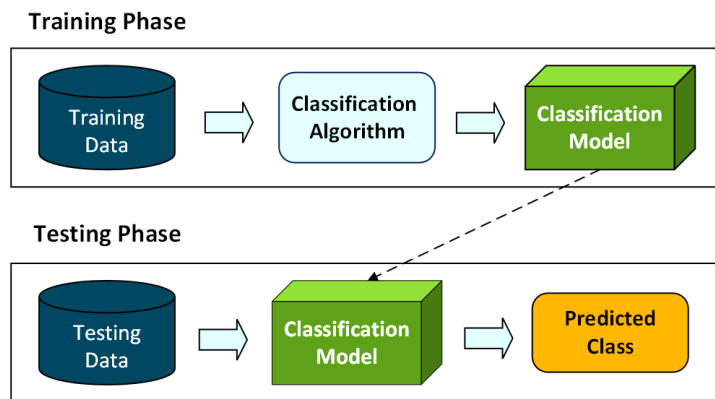 Training Phase
Training
Data
Classification
Algorithm
Classification
Model
Testing Phase
Testing
Data
Classification
Model
Predicted
Class